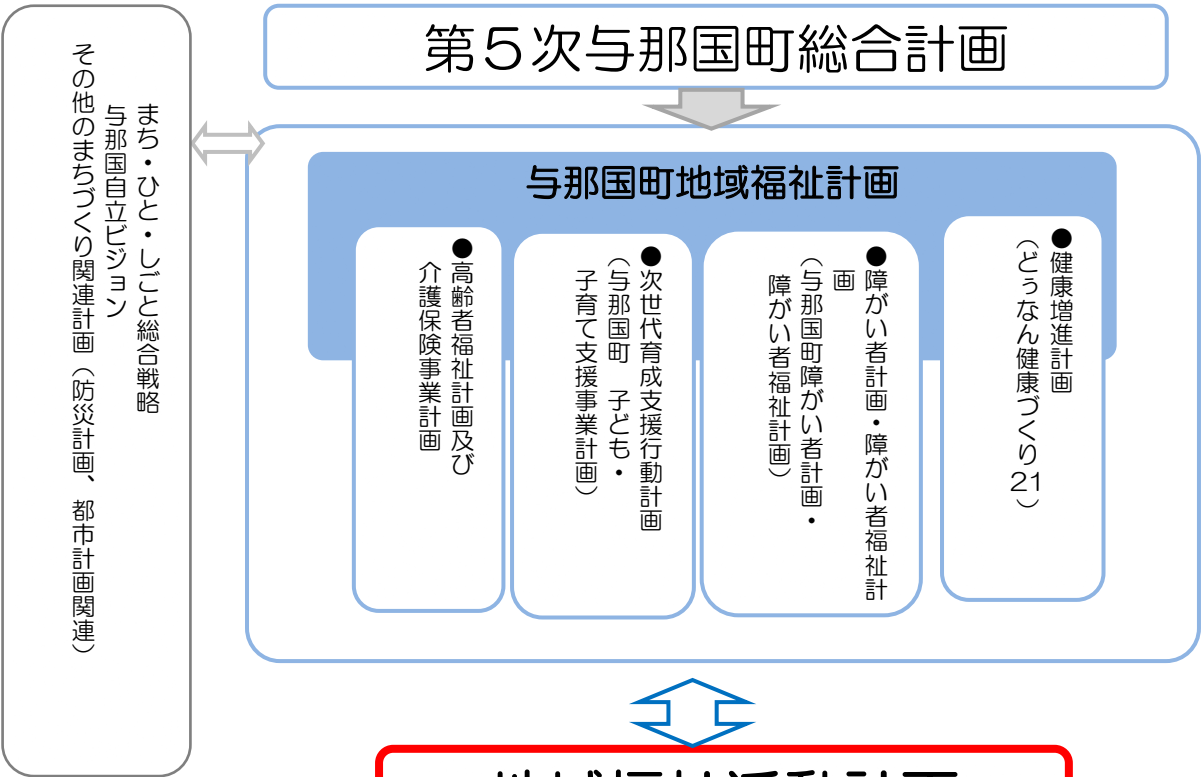 第５次与那国町総合計画
まち・ひと・しごと総合戦略
与那国自立ビジョン
その他のまちづくり関連計画（防災計画、都市計画関連）
与那国町地域福祉計画
●高齢者福祉計画及び
介護保険事業計画
●次世代育成支援行動計画
（与那国町　子ども・
子育て支援事業計画）
●障がい者計画・障がい者福祉計
画
（与那国町障がい者計画・
障がい者福祉計画）
●健康増進計画
（どぅなん健康づくり21）
地域福祉活動計画